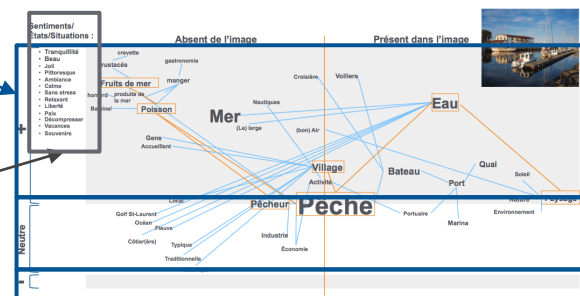 Sentiments/
États/Situations :
• Tranquillité
• Beau
• Joli
• Pittoresque
• Ambiance
• Calme
• Sans stress
• Relaxant
• Liberté
• Paix
• Décompresser
• Vacances
• Souvenirs
Absent de l'image
Présent dans l'image
crevette
rustacés
gastronomie
Fruits de mer
manger
produits de
la mer
Poisson
Croisière
Voiliers
Nautiques
Eau
Mer
(Le) large
(bon) Air
+
Gens
Accueillant
Village
Activité
Bateau
Quai
Port
Soleil
Nature
Local
Pêcheur
Pêche
Golf St-Laurent
Océan
Fleuve
Portuaire
Marina
Environnement
Neutre
Côtier(ère)
Typique
Traditionnelle
Industrie
Économie
-